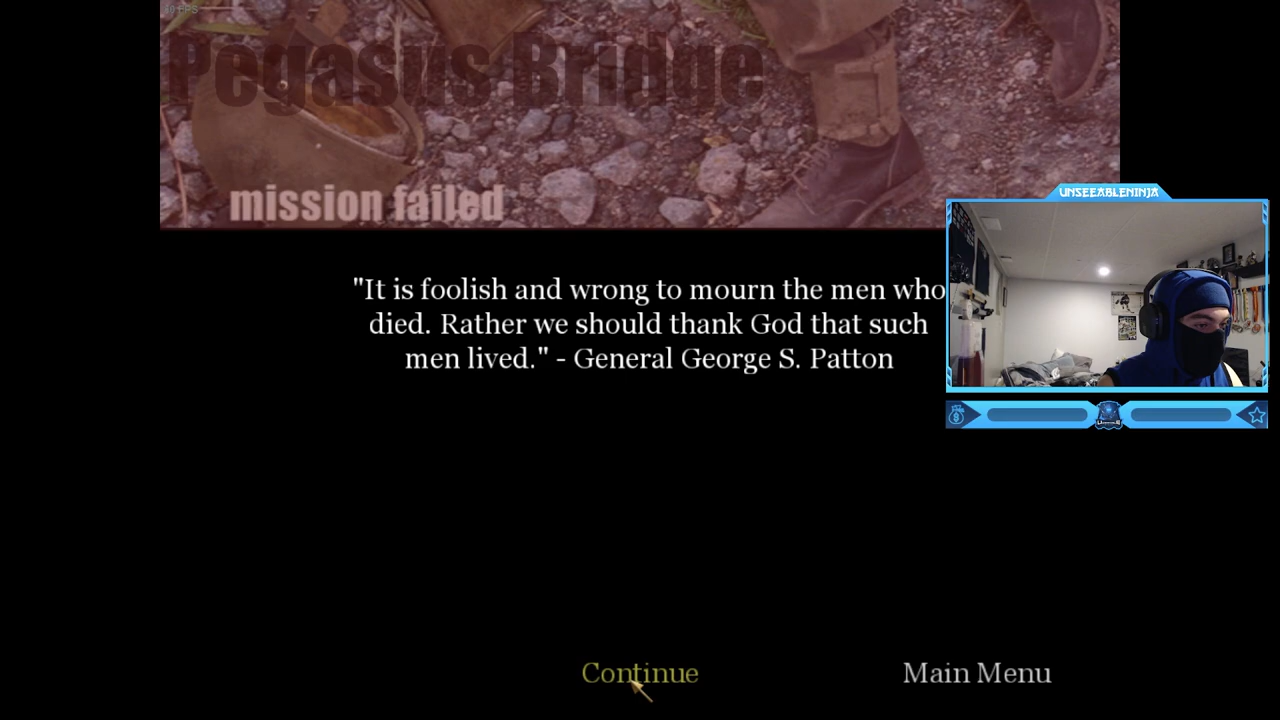 Pegasus Bridge
mission failed
UNSEEABLENINJA
"It is foolish and wrong to mourn the men who
died. Rather we should thank God that such
men lived." - General George S. Patton
Continue
Main Menu